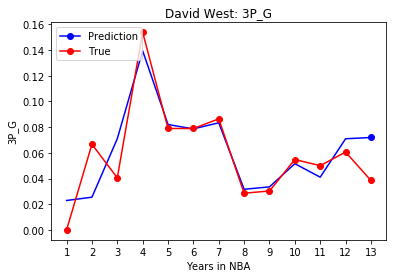 David West: 3P_G
Prediction
True
3P_G
0.16
0.14
0.12
0.10
0.08
0.06
0.04
0.02
0.00
1 2 3 4 5 6 7 8 9 10 11 12 13
Years in NBA